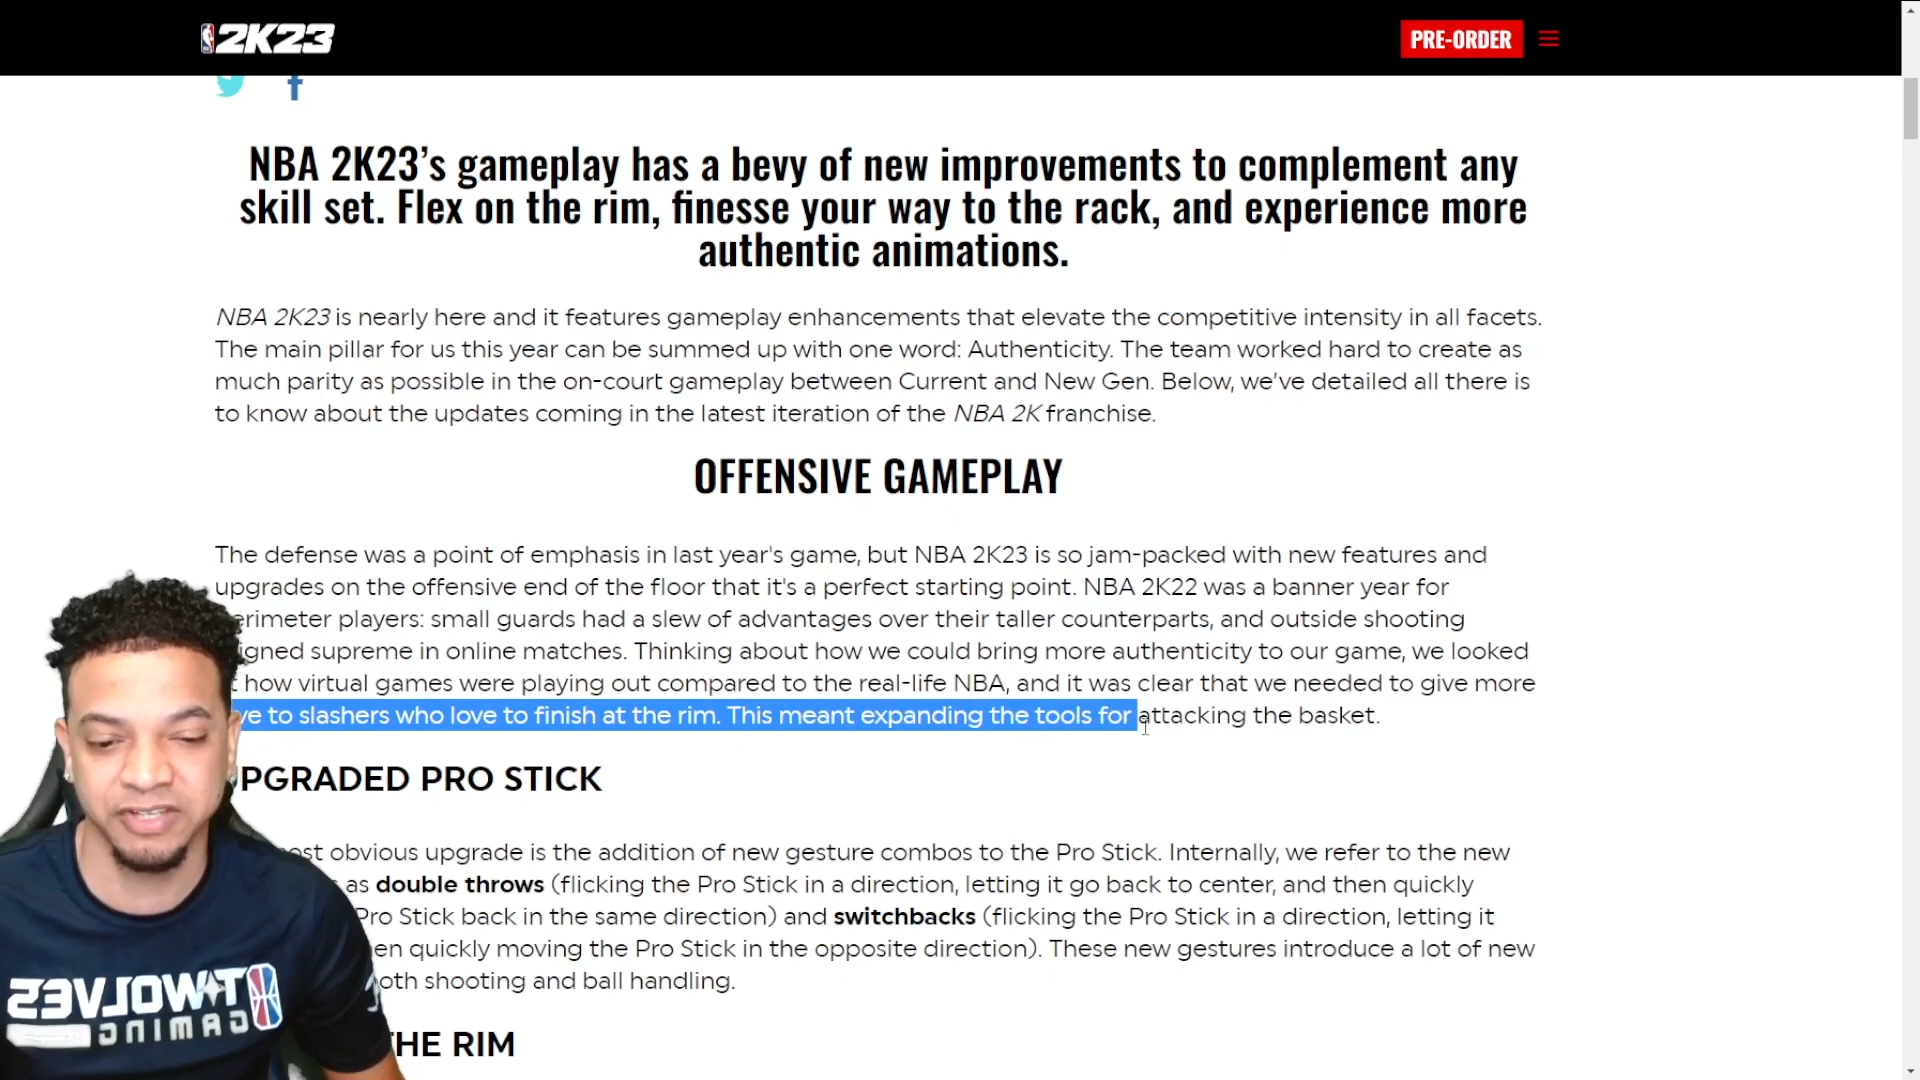 2K23
PRE-ORDER
NBA 2K23’s gameplay has a bevy of new improvements to complement any
skill set. Flex on the rim, finesse your way to the rack, and experience more
authentic animations.
NBA 2K23 is nearly here and it features gameplay enhancements that elevate the competitive intensity in all facets.
The main pillar for us this year can be summed up with one word: Authenticity. The team worked hard to create as
much parity as possible in the on-court gameplay between Current and New Gen. Below, we’ve detailed all there is
to know about the updates coming in the latest iteration of the NBA 2K franchise.
OFFENSIVE GAMEPLAY
The defense was a point of emphasis in last year's game, but NBA 2K23 is so jam-packed with new features and
upgrades on the offensive end of the floor that it's a perfect starting point. NBA 2K22 was a banner year for
erimeter players: small guards had a slew of advantages over their taller counterparts, and outside shooting
igned supreme in online matches. Thinking about how we could bring more authenticity to our game, we looked
t how virtual games were playing out compared to the real-life NBA, and it was clear that we needed to give more
ve to slashers who love to finish at the rim. This meant expanding the tools for attacking the basket.
PGRADED PRO STICK
ost obvious upgrade is the addition of new gesture combos to the Pro Stick. Internally, we refer to the new
as double throws (flicking the Pro Stick in a direction, letting it go back to center, and then quickly
Pro Stick back in the same direction) and switchbacks (flicking the Pro Stick in a direction, letting it
en quickly moving the Pro Stick in the opposite direction). These new gestures introduce a lot of new
oth shooting and ball handling.
HE RIM
TWOLVES
GAMING